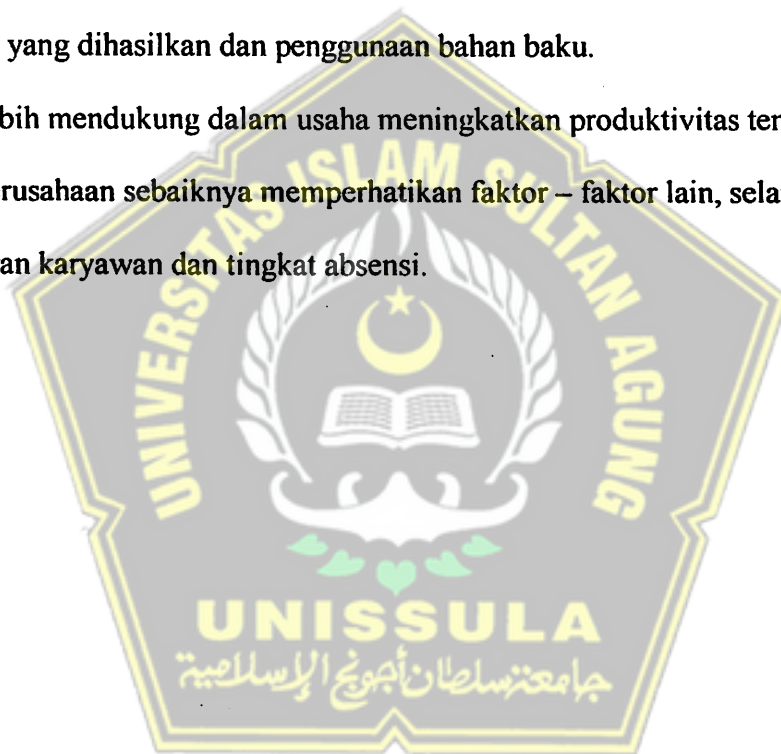 yang dihasilkan dan penggunaan bahan baku.
bih mendukung dalam usaha meningkatkan produktivitas ter
rusahaan sebaiknya memperhatikan faktor – faktor lain, sela
an karyawan dan tingkat absensi.
UNIVERSITAS ISLAM SULTAN AGUNG
UNISSULA
جامعة سلطان أجونج الإسلامية